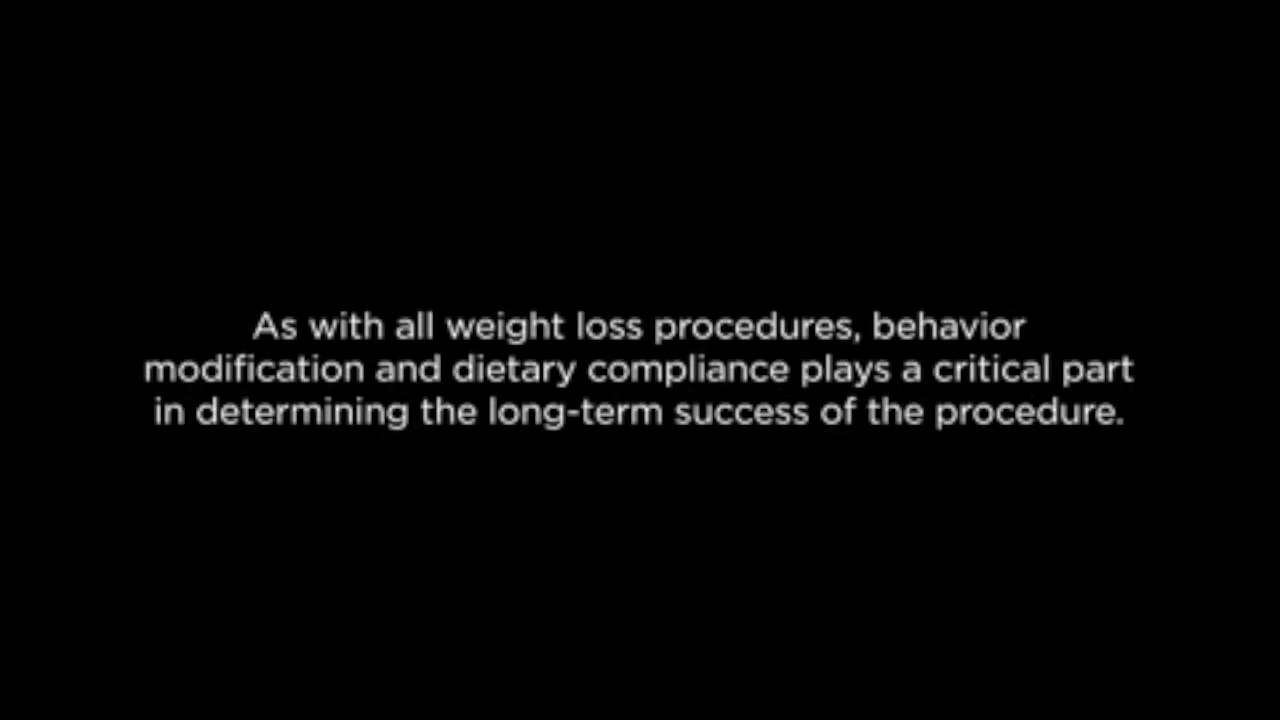 As with all weight loss procedures, behavior
modification and dietary compliance plays a critical part
in determining the long-term success of the procedure.